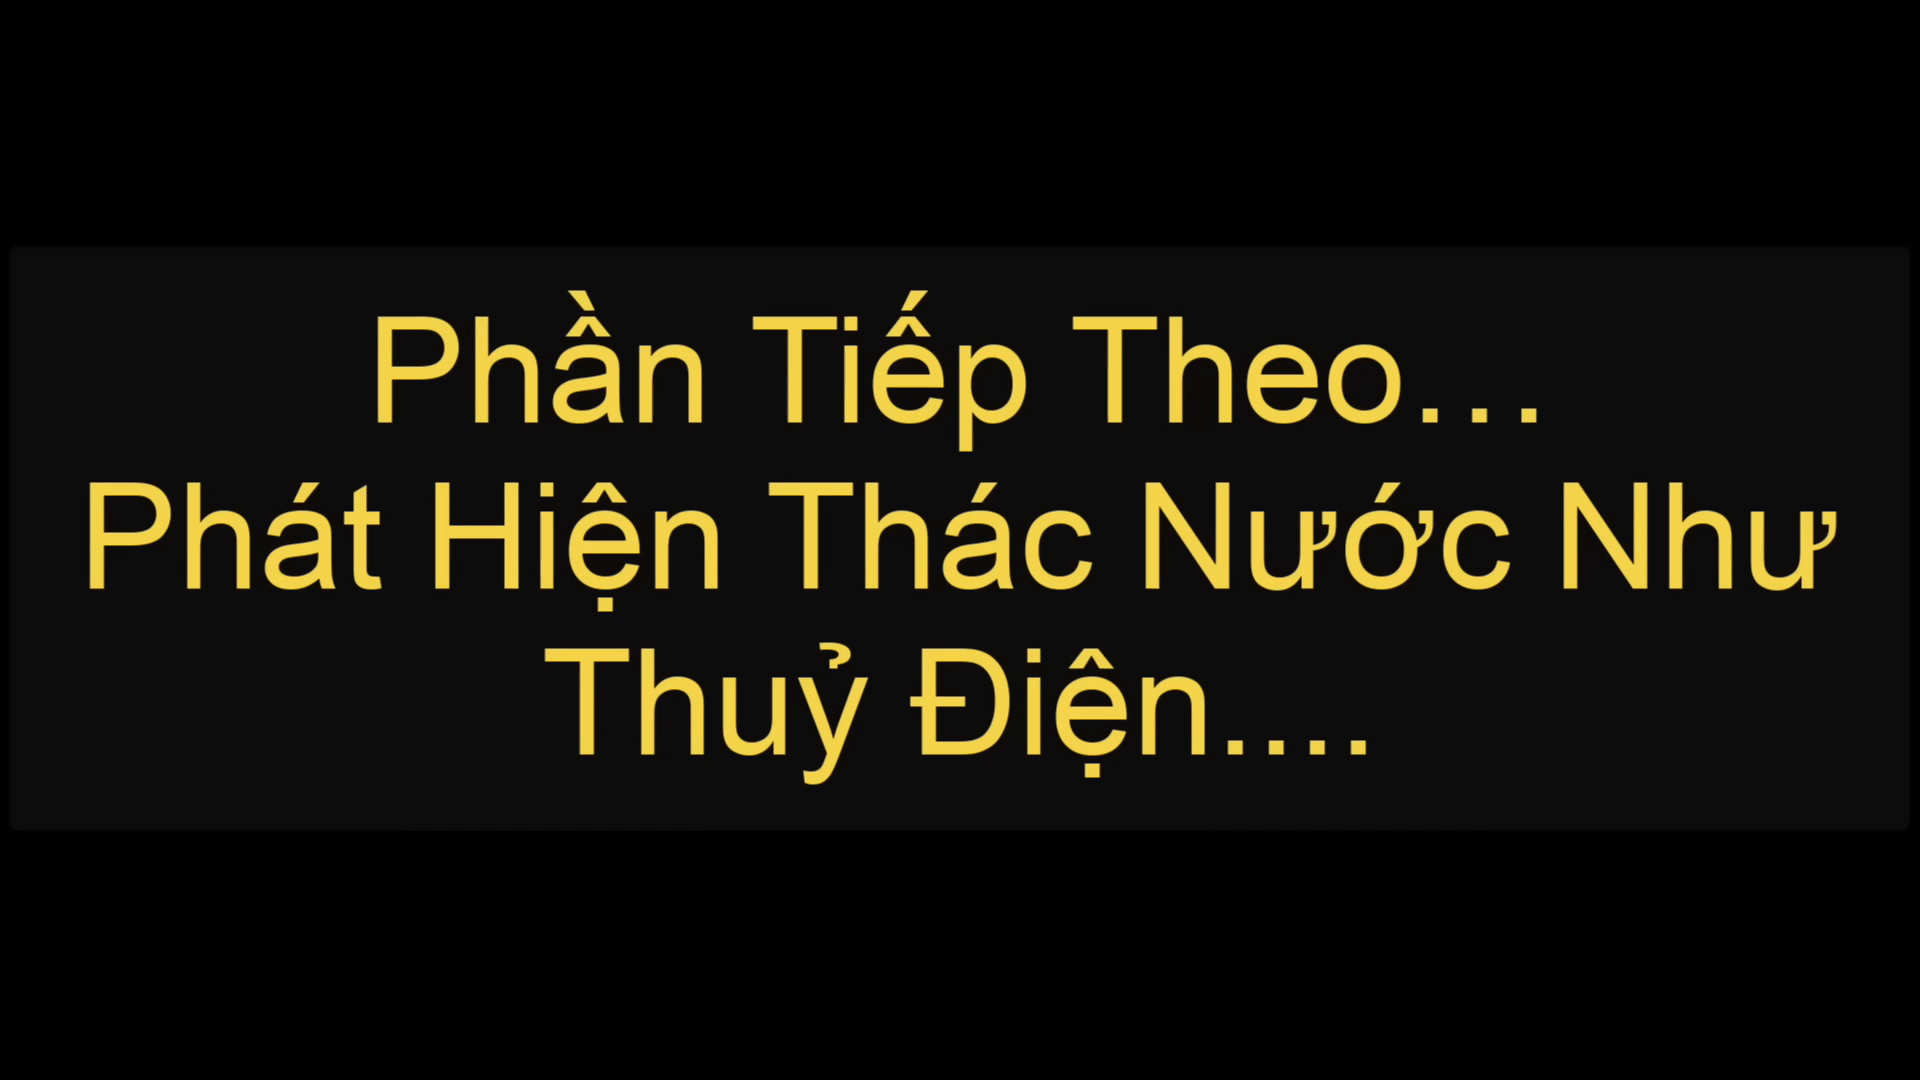 Phần Tiếp Theo...
Phát Hiện Thác Nước Như
Thuỷ Điện....